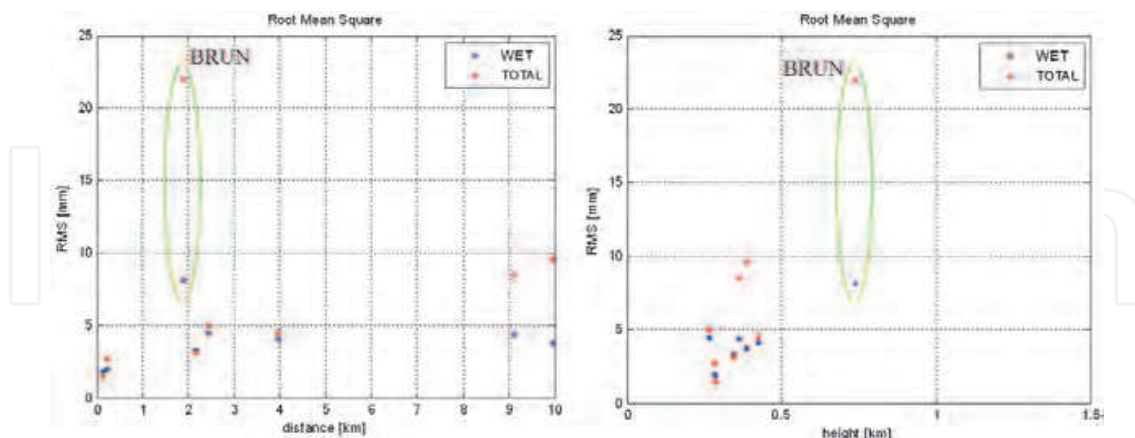 Root Mean Square
25
20
15
10
5
0
RMS [mm]
BRUN
WET
TOTAL
0 1 2 3 4 5 6 7 8 9 10
distance [km]
Root Mean Square
25
20
15
10
5
0
RMS [mm]
BRUN
WET
TOTAL
0 0.5 1 1.5
height [km]